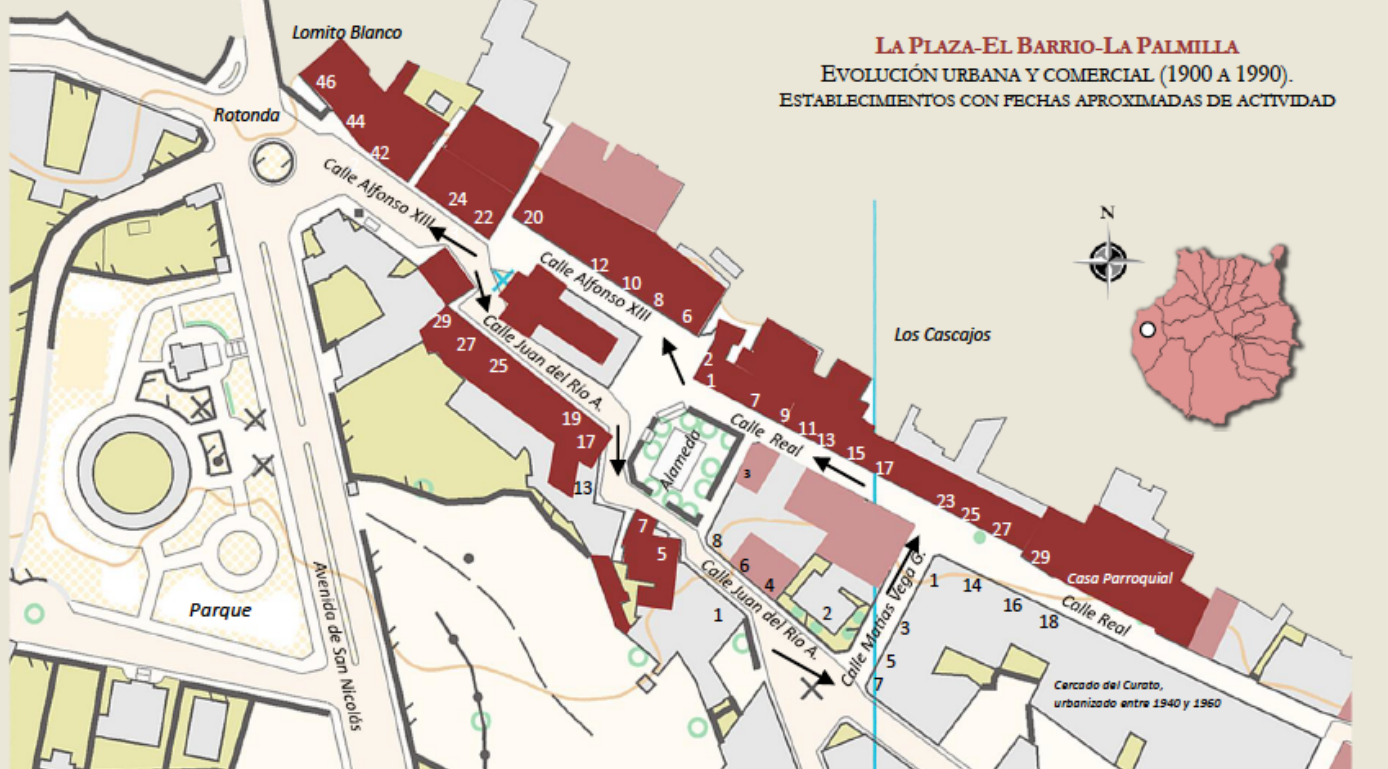 LA PLAZA-EL BARRIO-LA PALMILLA
EVOLUCIÓN URBANA Y COMERCIAL (1900 A 1990).
ESTABLECIMIENTOS CON FECHAS APROXIMADAS DE ACTIVIDAD
Lomito Blanco
46
Rotonda
44
42
Calle Alfonso XIII
24
22
20
N
Calle Alfonso XIII
12
10
8
6
Los Cascajos
29
27
25
Calle Juan del Río A.
2
1
7
9
11
13
15
17
Calle Real
19
17
13
Alameda
3
23
25
27
29
7
5
8
6
4
2
1
Calle Juan del Río A.
Calle Matías Vega G.
1
14
16
18
3
5
7
Casa Parroquial
Calle Real
Parque
Avenida de San Nicolás
Cercado del Curato,
urbanizado entre 1940 y 1960